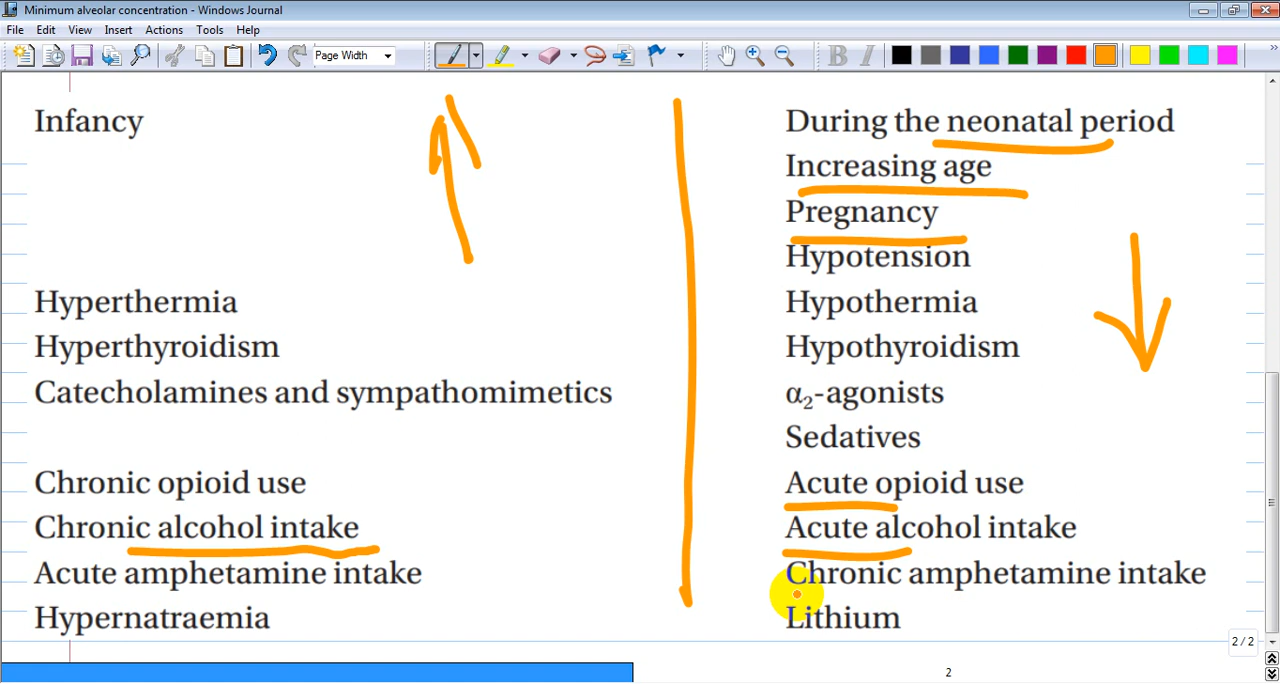 Minimum alveolar concentration - Windows Journal
File Edit View Insert Actions Tools Help
Page Width B I
Infancy During the neonatal period
Increasing age
Pregnancy
Hypotension
Hyperthermia Hypothermia
Hyperthyroidism Hypothyroidism
Catecholamines and sympathomimetics α₂-agonists
Sedatives
Chronic opioid use Acute opioid use
Chronic alcohol intake Acute alcohol intake
Acute amphetamine intake Chronic amphetamine intake
Hypernatraemia Lithium
2 / 2
2